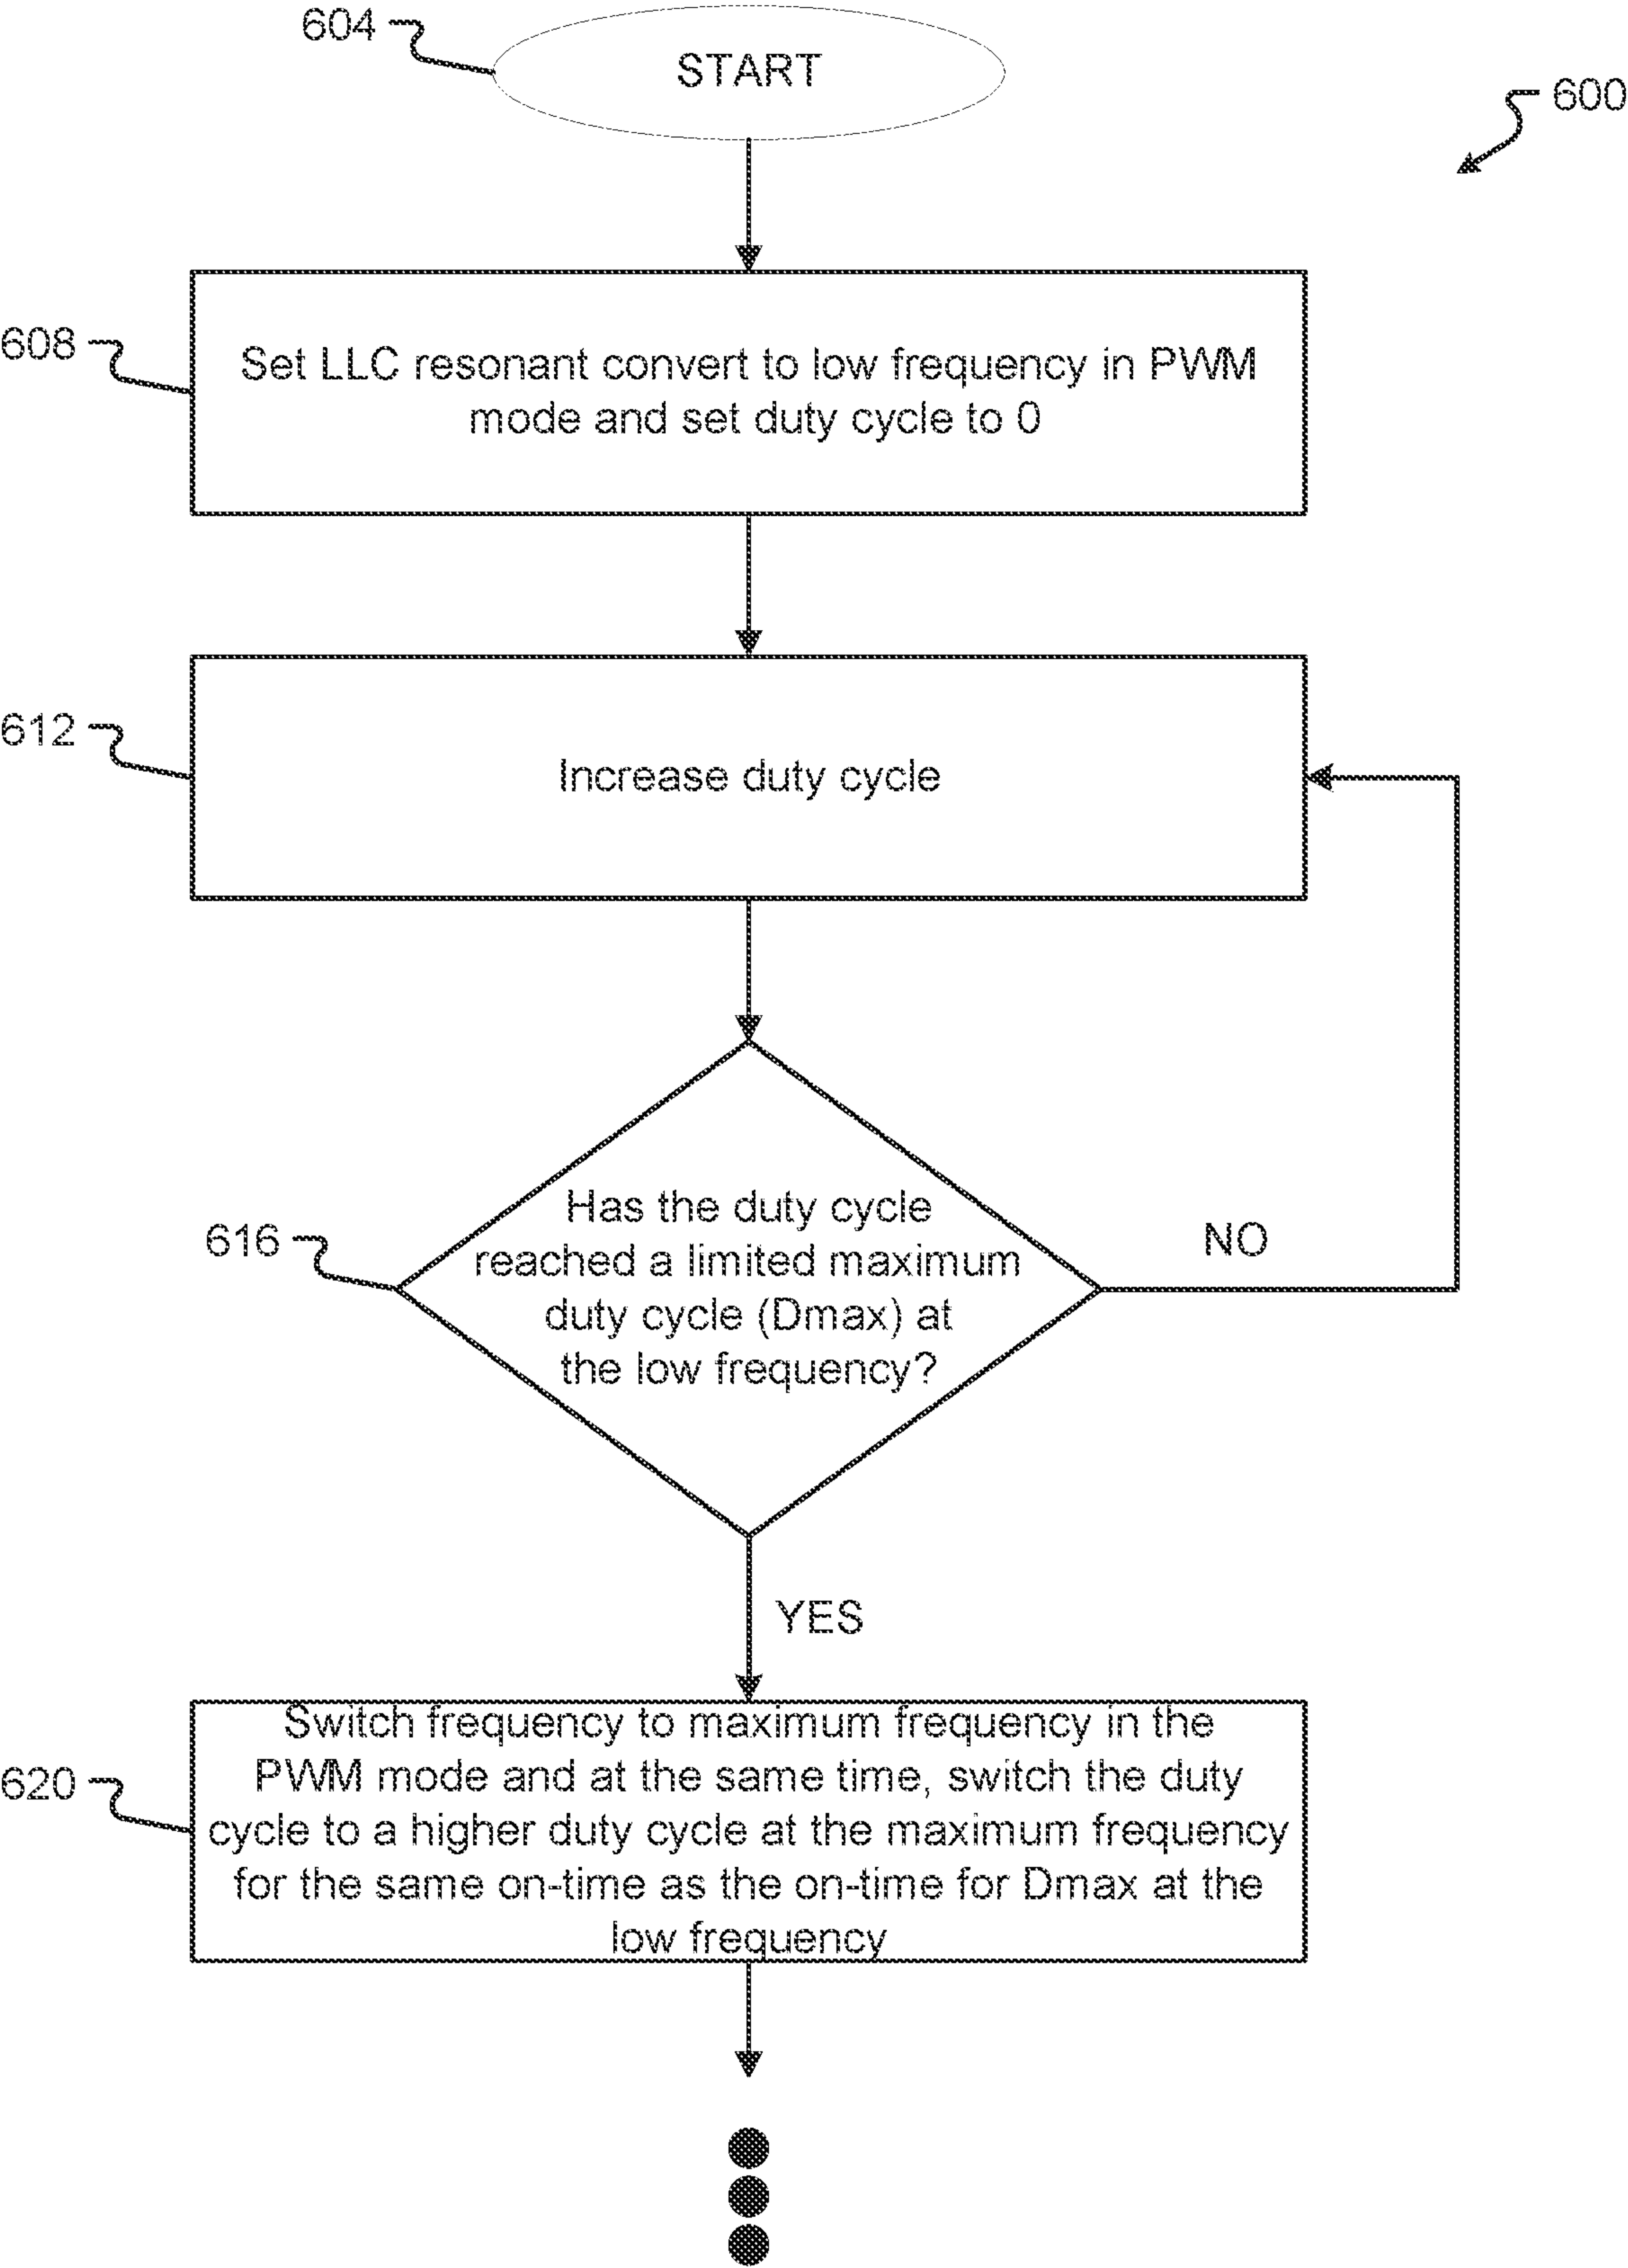 604
START
600
608
Set LLC resonant convert to low frequency in PWM
mode and set duty cycle to 0
612
Increase duty cycle
616
Has the duty cycle
reached a limited maximum
duty cycle (Dmax) at
the low frequency?
NO
YES
620
Switch frequency to maximum frequency in the
PWM mode and at the same time, switch the duty
cycle to a higher duty cycle at the maximum frequency
for the same on-time as the on-time for Dmax at the
low frequency